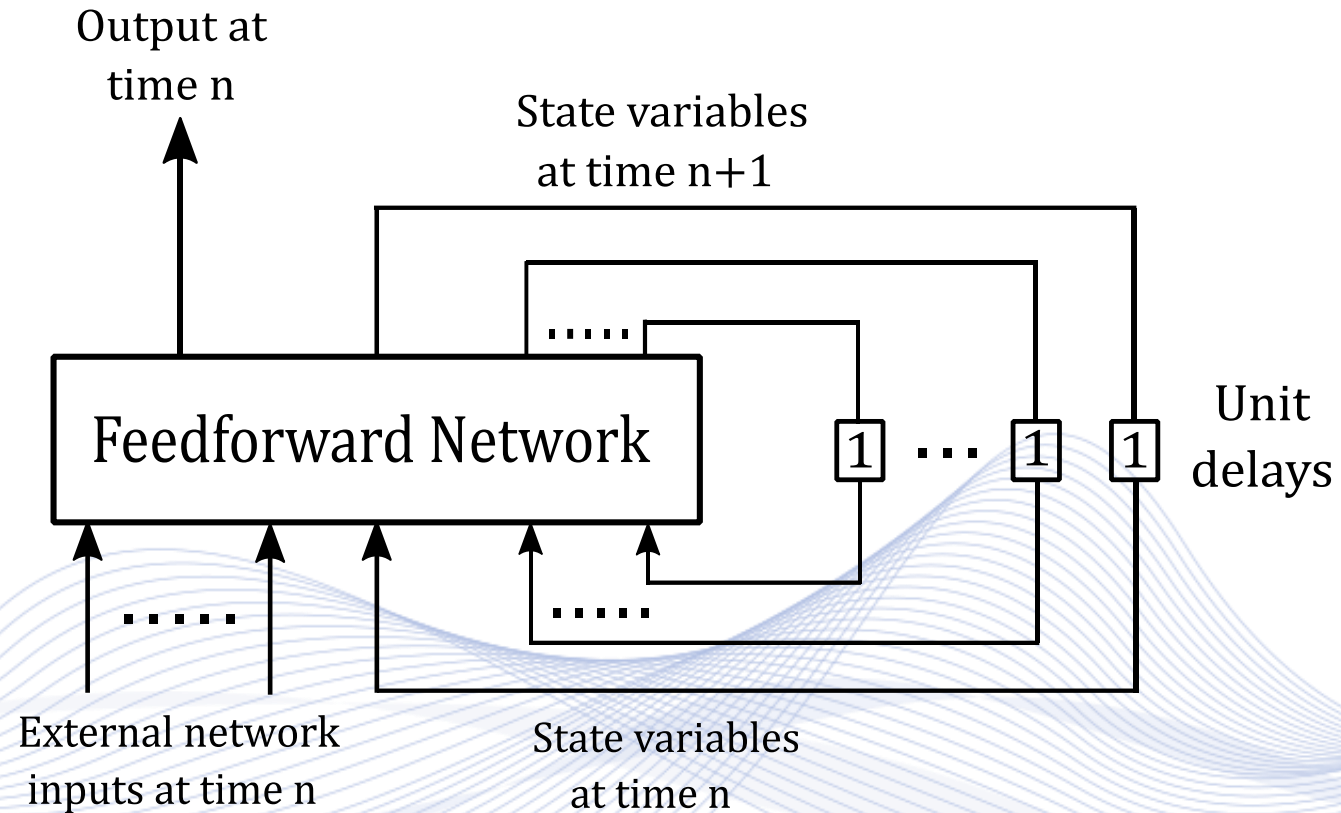 Output at
time n
State variables
at time n+1
.....
Feedforward Network
1 ... 1 1
Unit
delays
.....
.....
External network
inputs at time n
State variables
at time n